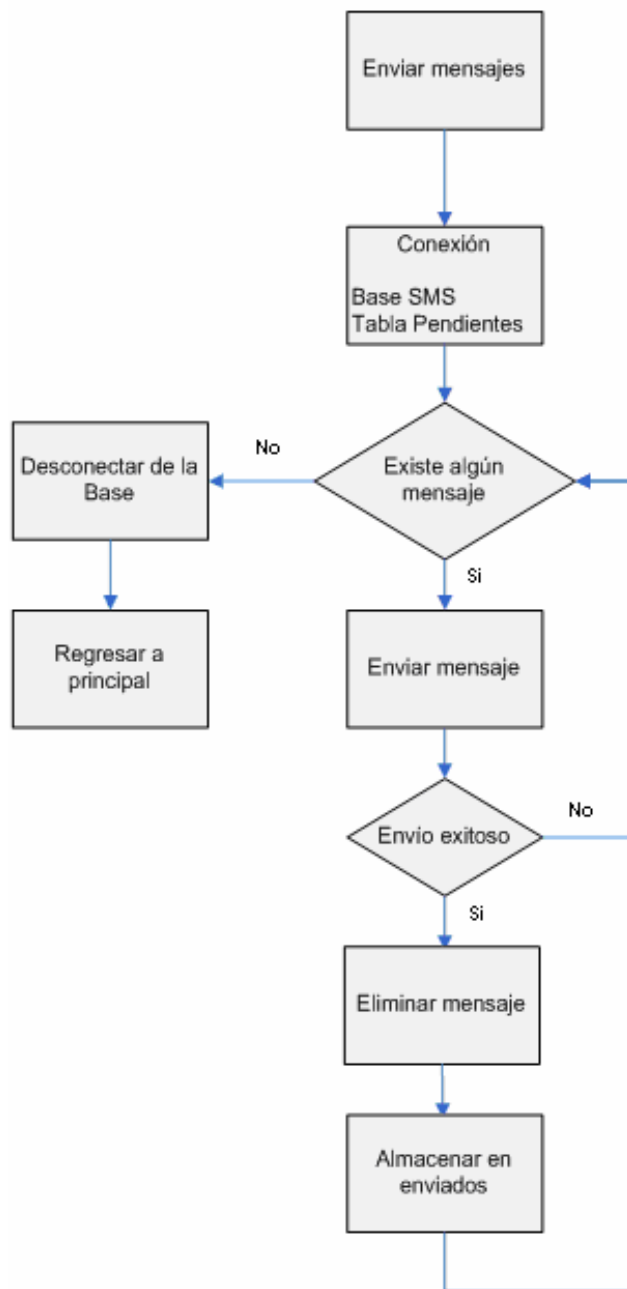 Enviar mensajes
Conexión
Base SMS
Tabla Pendientes
No
Desconectar de la
Base
Existe algún
mensaje
Si
Regresar a
principal
Enviar mensaje
Envío exitoso
No
Si
Eliminar mensaje
Almacenar en
enviados